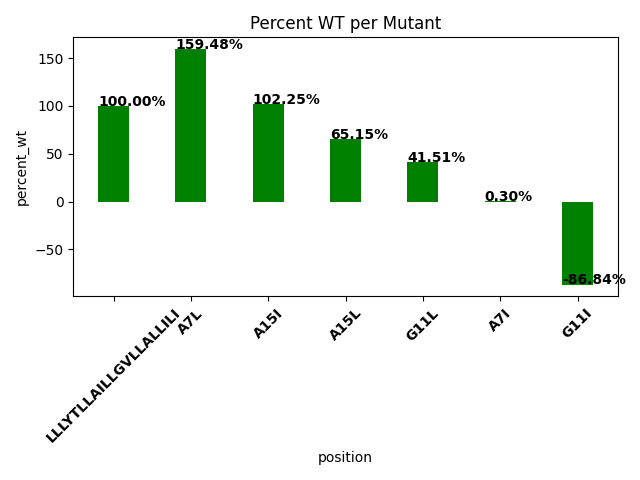 Percent WT per Mutant
percent_wt
150
100
50
0
−50
100.00%
159.48%
102.25%
65.15%
41.51%
0.30%
-86.84%
LLLYTLLAILLGVLLALLILI
A7L
A15I
A15L
G11L
A7I
G11I
position